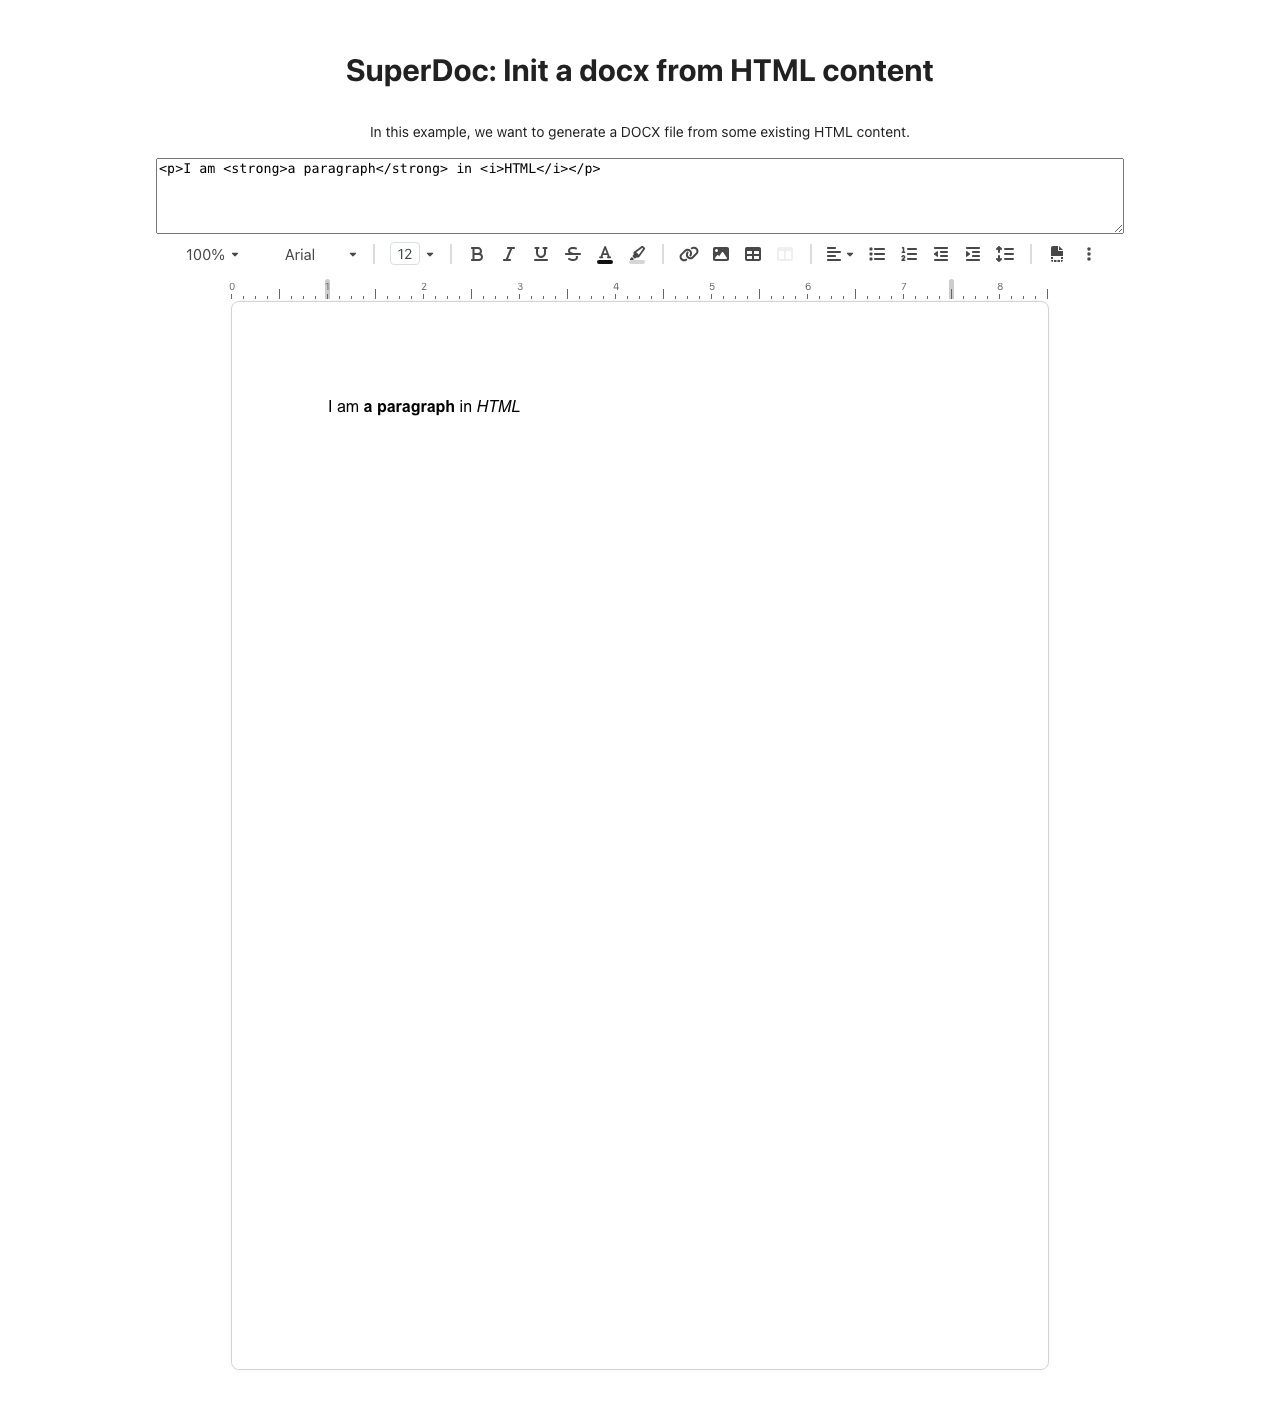 SuperDoc: Init a docx from HTML content
In this example, we want to generate a DOCX file from some existing HTML content.
<p>I am <strong>a paragraph</strong> in <i>HTML</i></p>
100% Arial 12
0 1 2 3 4 5 6 7 8
I am a paragraph in HTML